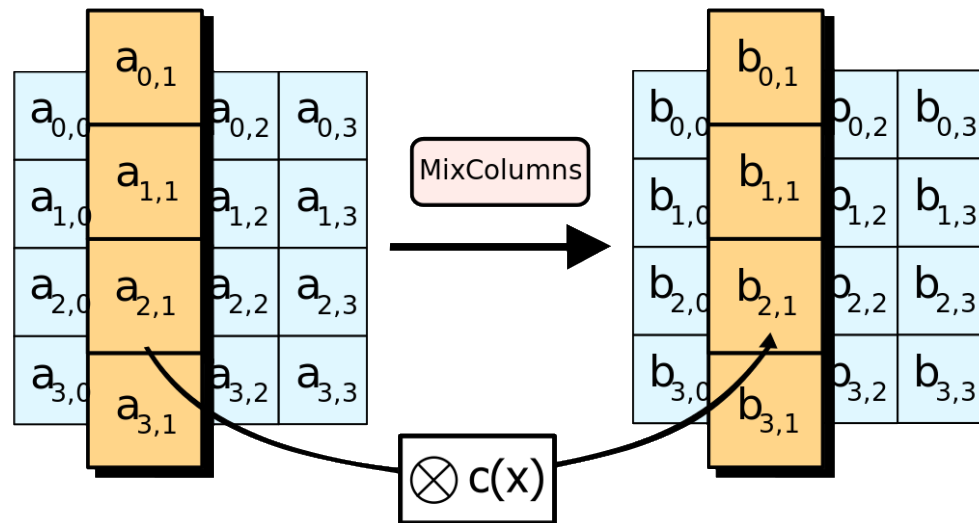 a0,0 a0,1 a0,2 a0,3
a1,0 a1,1 a1,2 a1,3
a2,0 a2,1 a2,2 a2,3
a3,0 a3,1 a3,2 a3,3
MixColumns
b0,0 b0,1 b0,2 b0,3
b1,0 b1,1 b1,2 b1,3
b2,0 b2,1 b2,2 b2,3
b3,0 b3,1 b3,2 b3,3
⊗ c(x)